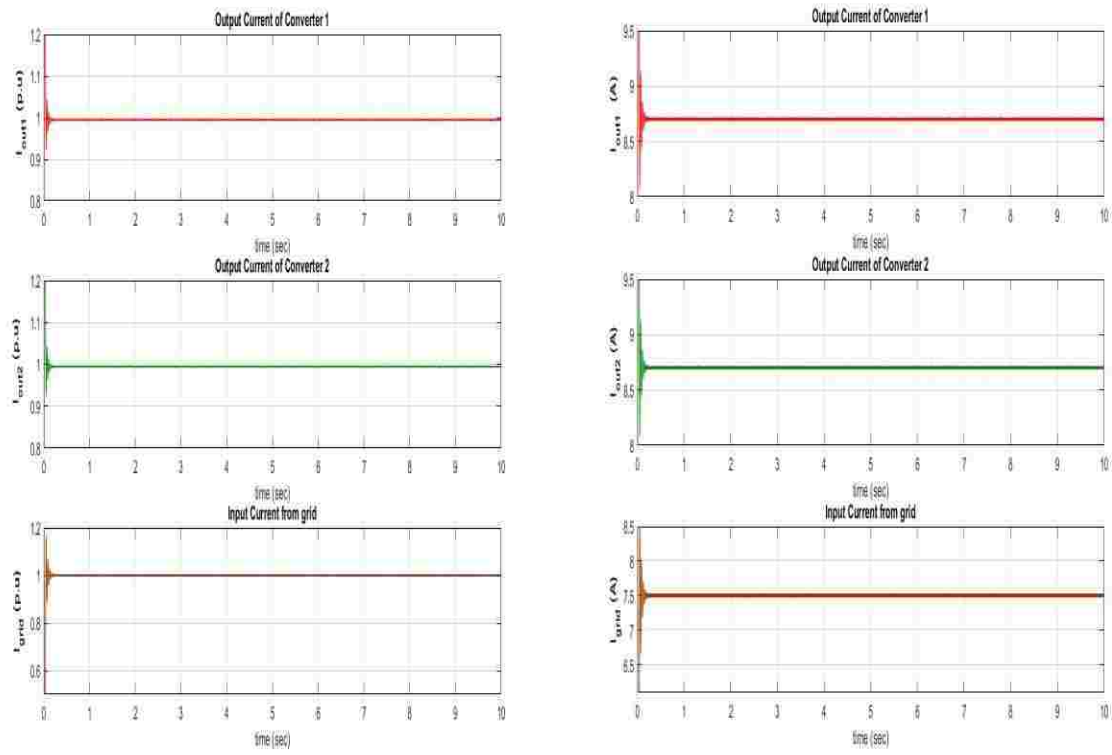 Output Current of Converter 1
I_out1 (p.u)
1.2
1.1
1
0.9
0.8
0 1 2 3 4 5 6 7 8 9 10
time (sec)
Output Current of Converter 2
I_out2 (p.u)
1.2
1.1
1
0.9
0.8
0 1 2 3 4 5 6 7 8 9 10
time (sec)
Input Current from grid
I_grid (p.u)
1.2
1
0.8
0.6
0 1 2 3 4 5 6 7 8 9 10
time (sec)
Output Current of Converter 1
I_out1 (A)
9.5
9
8.5
8
0 1 2 3 4 5 6 7 8 9 10
time (sec)
Output Current of Converter 2
I_out2 (A)
9.5
9
8.5
8
0 1 2 3 4 5 6 7 8 9 10
time (sec)
Input Current from grid
I_grid (A)
8.5
8
7.5
7
6.5
0 1 2 3 4 5 6 7 8 9 10
time (sec)